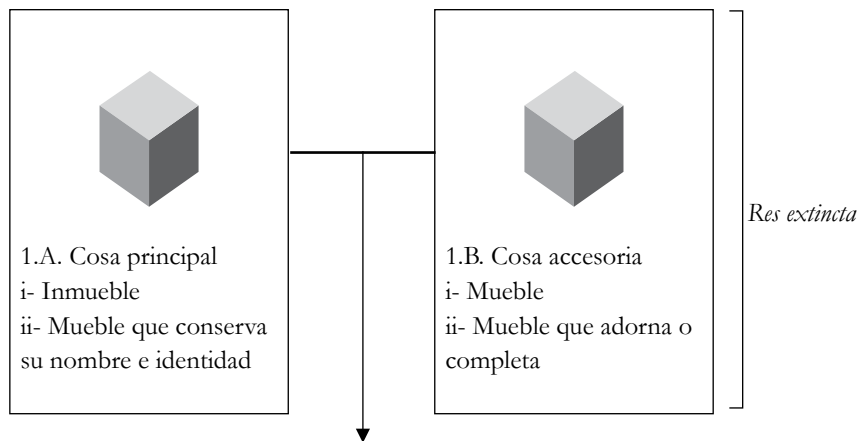 1.A. Cosa principal
i- Inmueble
ii- Mueble que conserva
su nombre e identidad
1.B. Cosa accesoria
i- Mueble
ii- Mueble que adorna o
completa
Res extincta